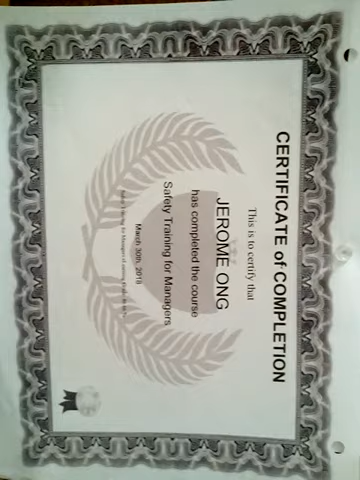 CERTIFICATE of COMPLETION
This is to certify that
JEROME ONG
has completed the course
Safety Training for Managers
March 30th, 2018